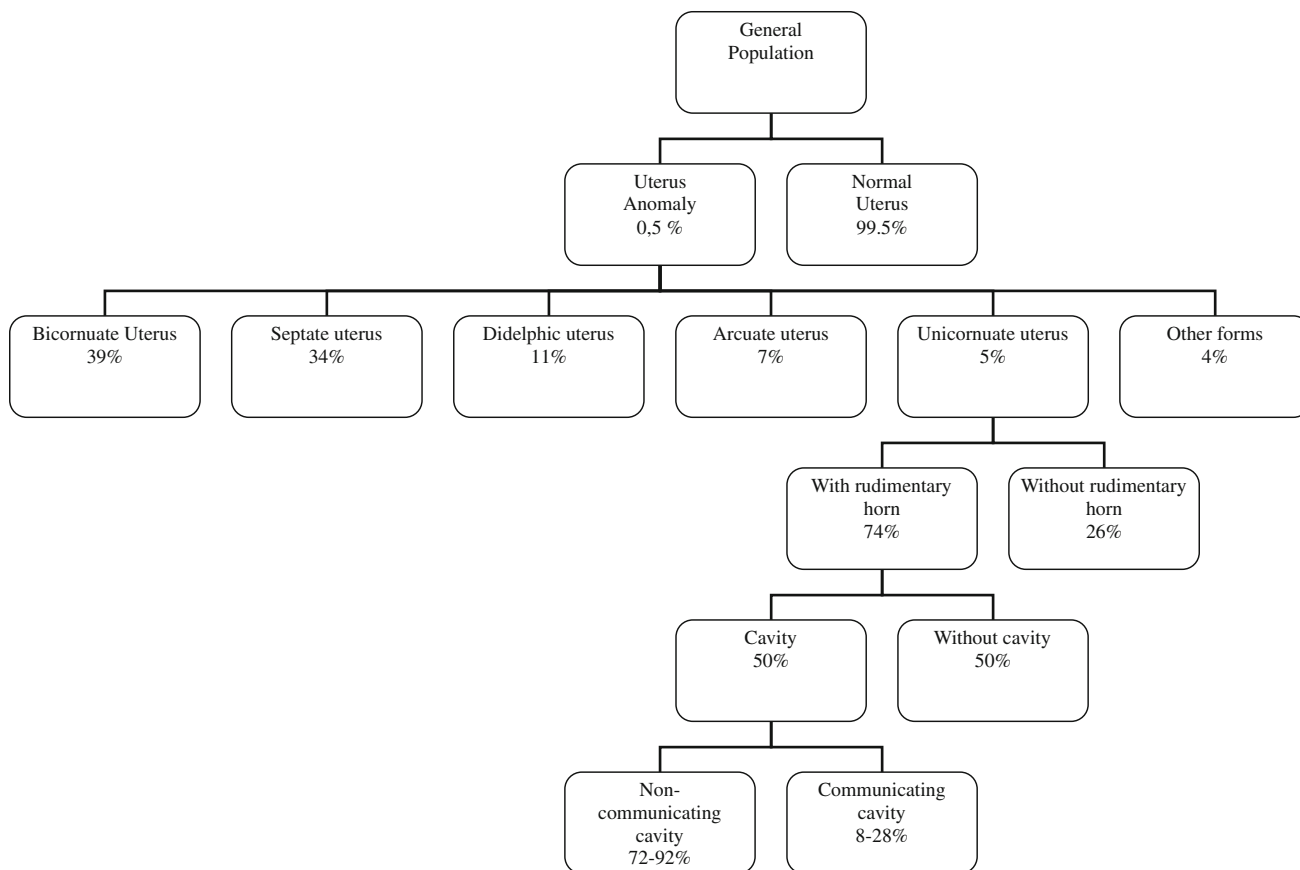 General
Population
Uterus
Anomaly
0,5 %
Normal
Uterus
99.5%
Bicornuate Uterus
39%
Septate uterus
34%
Didelphic uterus
11%
Arcuate uterus
7%
Unicornuate uterus
5%
Other forms
4%
With rudimentary
horn
74%
Without rudimentary
horn
26%
Cavity
50%
Without cavity
50%
Non-
communicating
cavity
72-92%
Communicating
cavity
8-28%